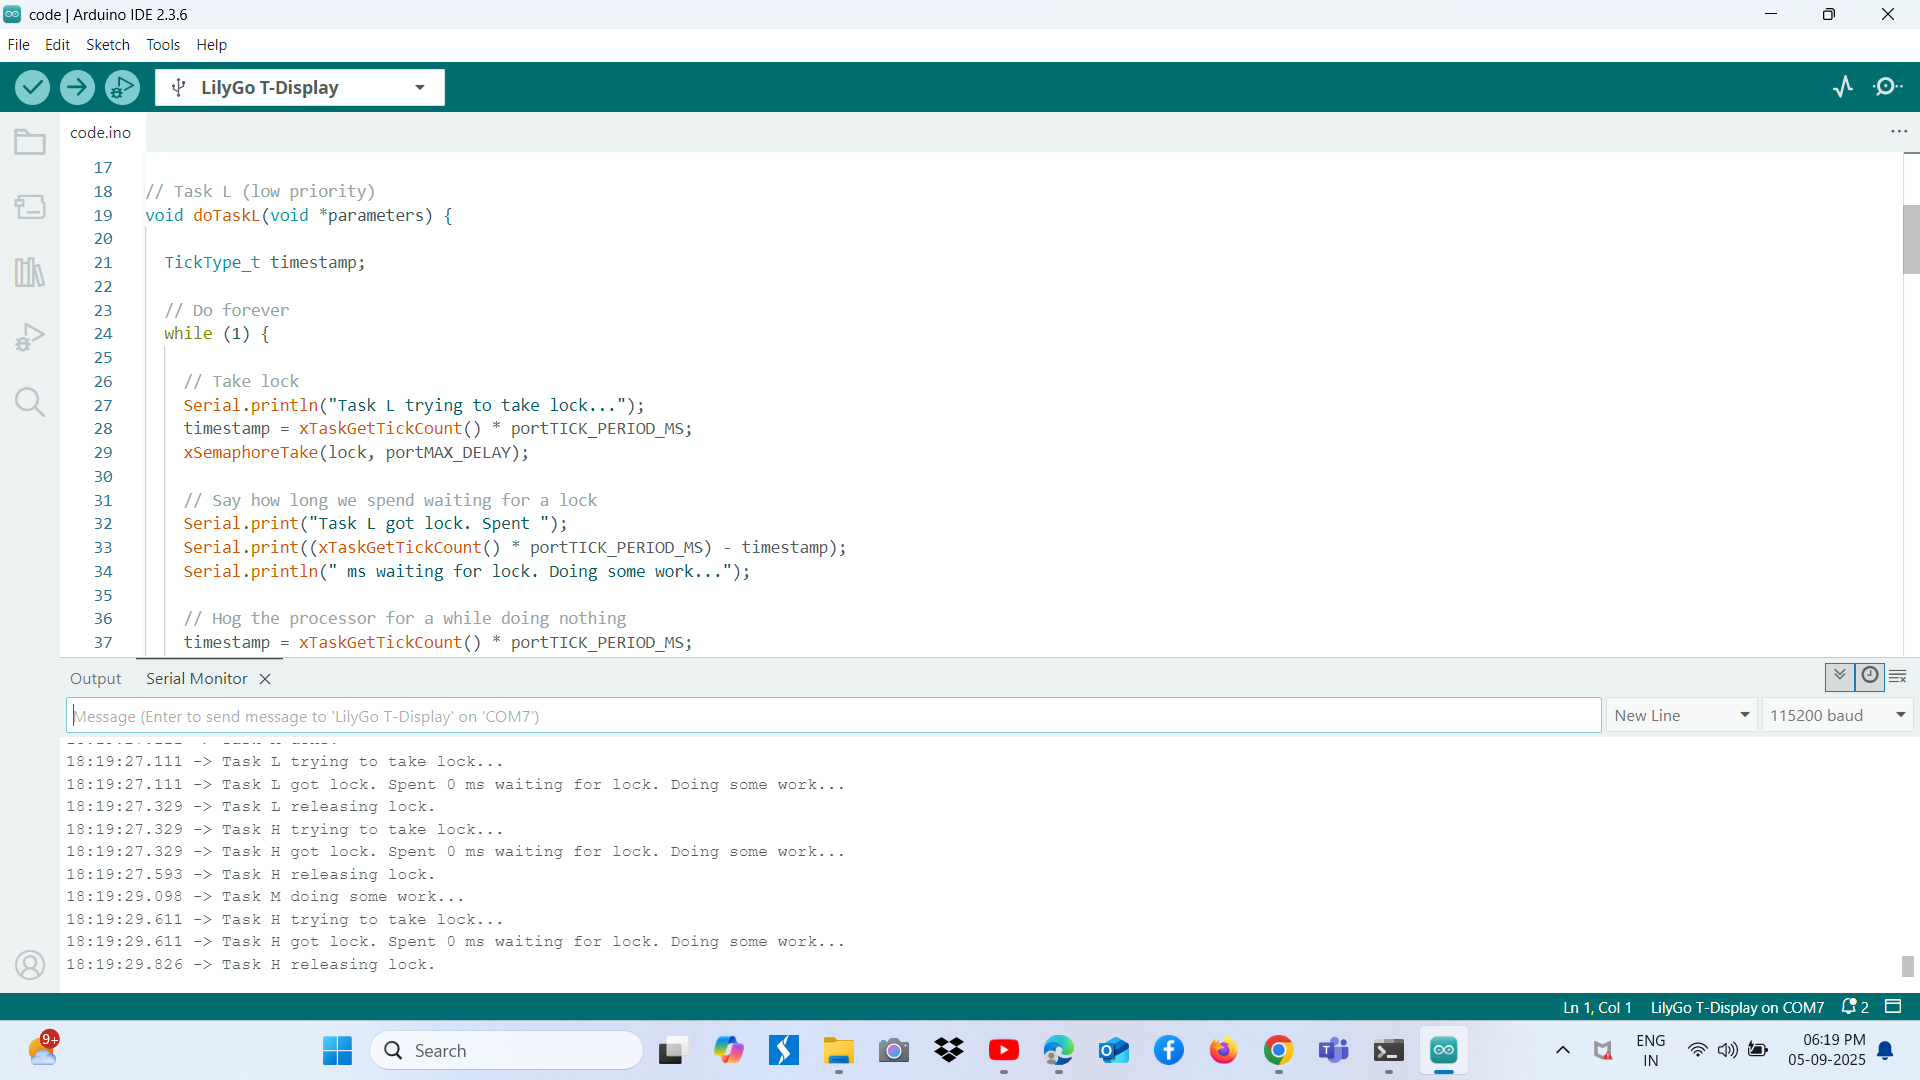 code | Arduino IDE 2.3.6
File Edit Sketch Tools Help
LilyGo T-Display
code.ino
17
18 // Task L (low priority)
19 void doTaskL(void *parameters) {
20
21 TickType_t timestamp;
22
23 // Do forever
24 while (1) {
25
26 // Take lock
27 Serial.println("Task L trying to take lock...");
28 timestamp = xTaskGetTickCount() * portTICK_PERIOD_MS;
29 xSemaphoreTake(lock, portMAX_DELAY);
30
31 // Say how long we spend waiting for a lock
32 Serial.print("Task L got lock. Spent ");
33 Serial.print((xTaskGetTickCount() * portTICK_PERIOD_MS) - timestamp);
34 Serial.println(" ms waiting for lock. Doing some work...");
35
36 // Hog the processor for a while doing nothing
37 timestamp = xTaskGetTickCount() * portTICK_PERIOD_MS;
Output Serial Monitor
Message (Enter to send message to 'LilyGo T-Display' on 'COM7') New Line 115200 baud
18:19:27.111 -> Task L trying to take lock...
18:19:27.111 -> Task L got lock. Spent 0 ms waiting for lock. Doing some work...
18:19:27.329 -> Task L releasing lock.
18:19:27.329 -> Task H trying to take lock...
18:19:27.329 -> Task H got lock. Spent 0 ms waiting for lock. Doing some work...
18:19:27.593 -> Task H releasing lock.
18:19:29.098 -> Task M doing some work...
18:19:29.611 -> Task H trying to take lock...
18:19:29.611 -> Task H got lock. Spent 0 ms waiting for lock. Doing some work...
18:19:29.826 -> Task H releasing lock.
Ln 1, Col 1 LilyGo T-Display on COM7 2
9+ Search ENG IN 06:19 PM 05-09-2025